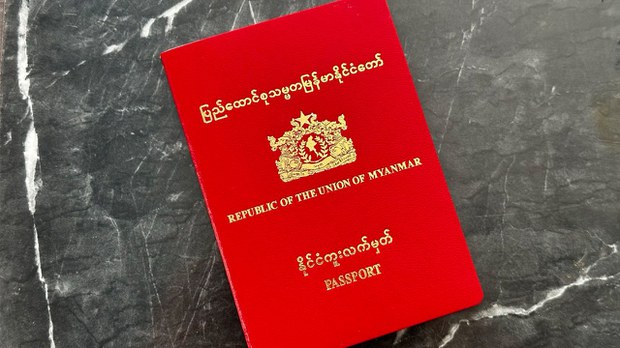 ပြည်ထောင်စုသမ္မတမြန်မာနိုင်ငံတော်
REPUBLIC OF THE UNION OF MYANMAR
နိုင်ငံကူးလက်မှတ်
PASSPORT